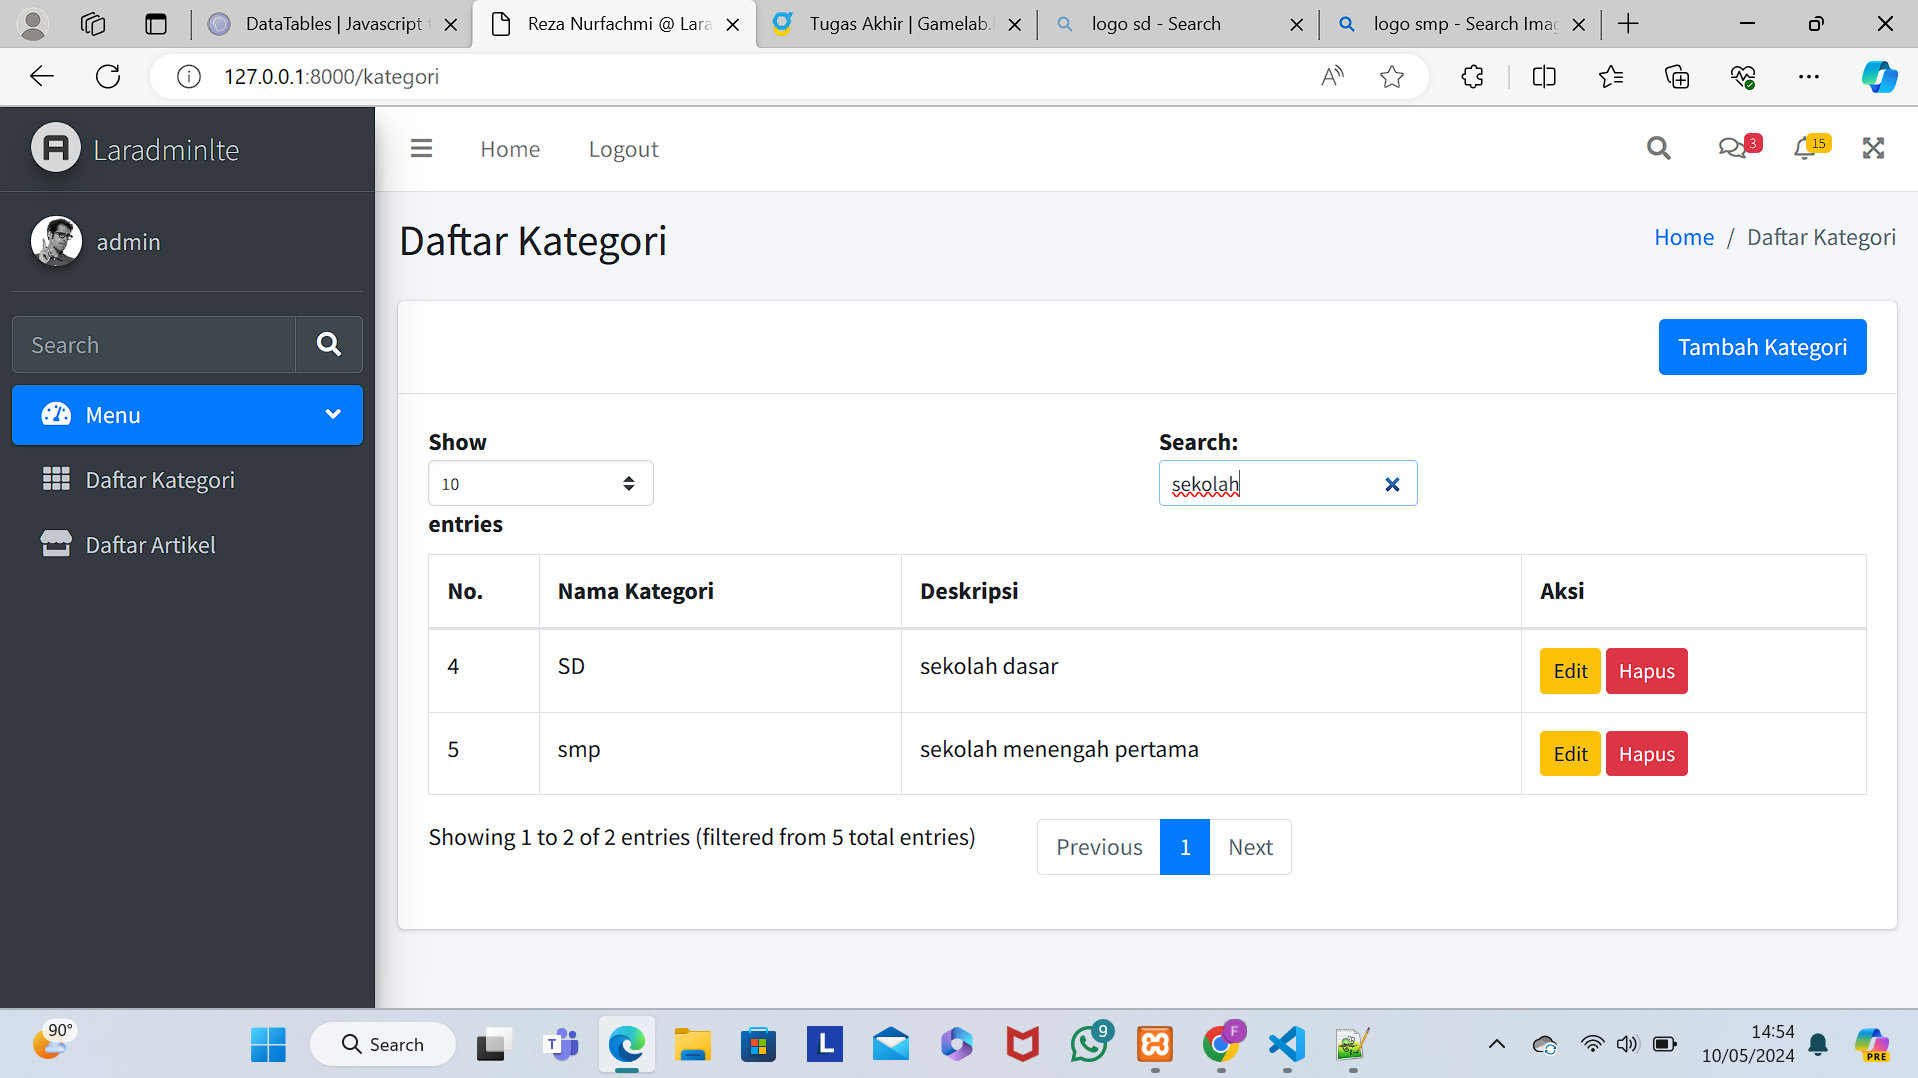 DataTables | Javascript
Reza Nurfachmi @ Lara
Tugas Akhir | Gamelab.
logo sd - Search
logo smp - Search Imag
127.0.0.1:8000/kategori
Laradminlte
Home
Logout
3
15
admin
Daftar Kategori
Home / Daftar Kategori
Search
Tambah Kategori
Menu
Daftar Kategori
Daftar Artikel
Show
10
entries
Search:
sekolah
No.
Nama Kategori
Deskripsi
Aksi
4
SD
sekolah dasar
Edit
Hapus
5
smp
sekolah menengah pertama
Edit
Hapus
Showing 1 to 2 of 2 entries (filtered from 5 total entries)
Previous
1
Next
90°
Search
T
L
9
F
14:54
10/05/2024
PRE